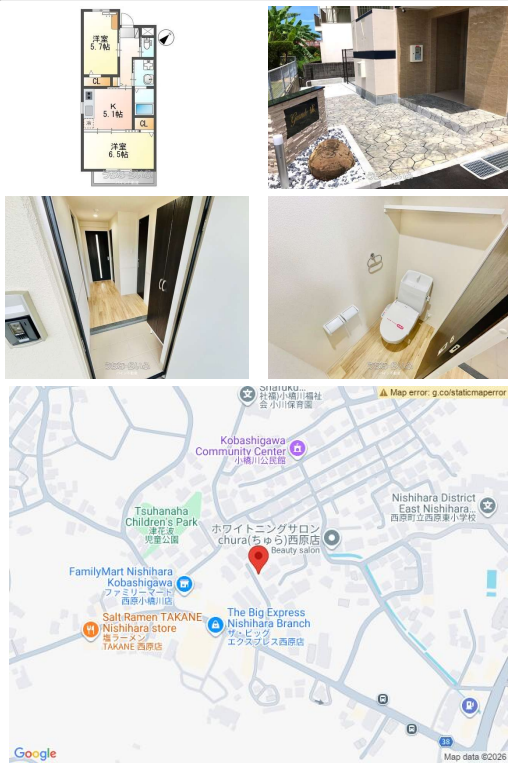 洋室
5.7帖
CL
K
5.1帖
CL
洋室
6.5帖
Map error: g.co/staticmaperror
社福)小橋川福祉
会 小川保育園
Kobashigawa
Community Center
小橋川公民館
Nishihara District
East Nishihara...
西原町立西原東小学校
Tsuhanaha
Children's Park
津花波
児童公園
ホワイトニングサロン
chura(ちゅら)西原店
Beauty salon
FamilyMart Nishihara
Kobashigawa
ファミリーマート
西原小橋川店
The Big Express
Nishihara Branch
ザ・ビッグ
エクスプレス西原店
Salt Ramen TAKANE
Nishihara store
塩ラーメン
TAKANE 西原店
38
Google
Map data ©2026